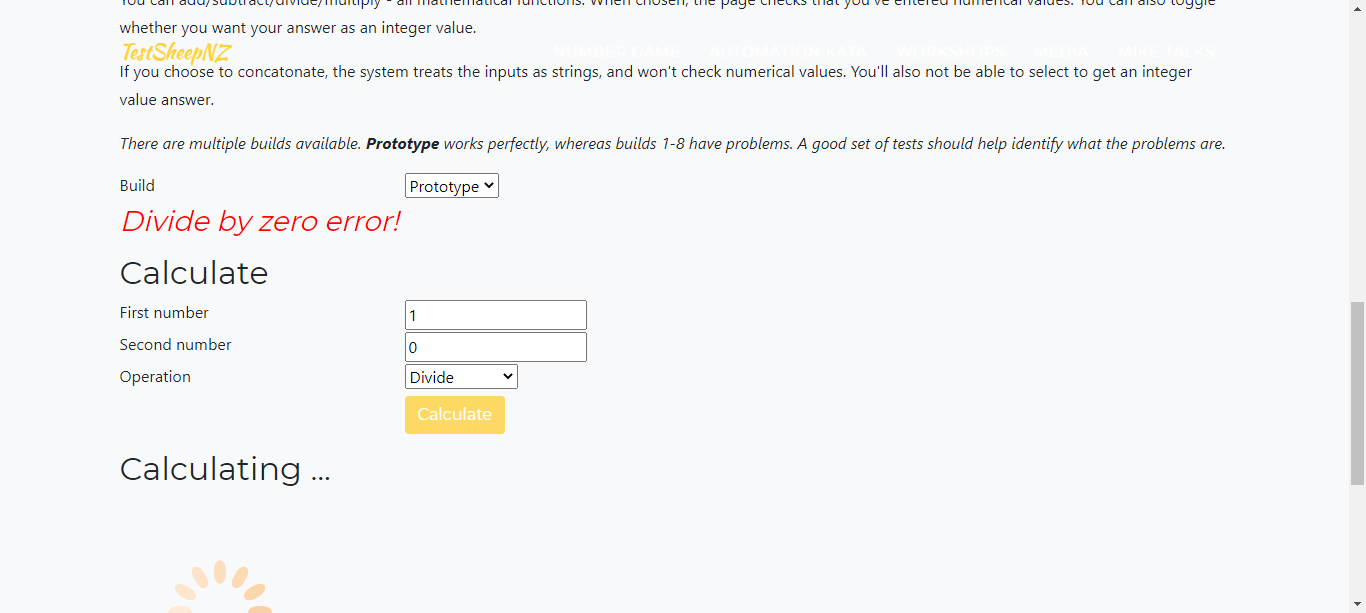 You can add/subtract/divide/multiply - all mathematical functions. When chosen, the page checks that you've entered numerical values. You can also toggle
whether you want your answer as an integer value.
TestSheepNZ NUMBER GAME AUTOMATION KATA WORKSHOPS MEDIA MIKE TALKS
If you choose to concatonate, the system treats the inputs as strings, and won't check numerical values. You'll also not be able to select to get an integer
value answer.
There are multiple builds available. Prototype works perfectly, whereas builds 1-8 have problems. A good set of tests should help identify what the problems are.
Build Prototype
Divide by zero error!
Calculate
First number 1
Second number 0
Operation Divide
Calculate
Calculating ...